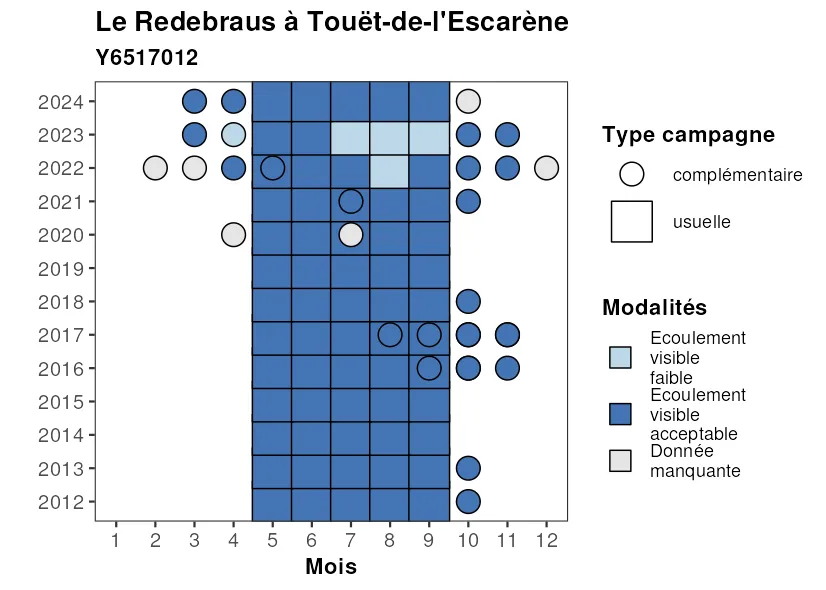 Le Redebraus à Touët-de-l'Escarène
Y6517012
2024
2023
2022
2021
2020
2019
2018
2017
2016
2015
2014
2013
2012
1 2 3 4 5 6 7 8 9 10 11 12
Mois
Type campagne
complémentaire
usuelle
Modalités
Ecoulement
visible
faible
Ecoulement
visible
acceptable
Donnée
manquante